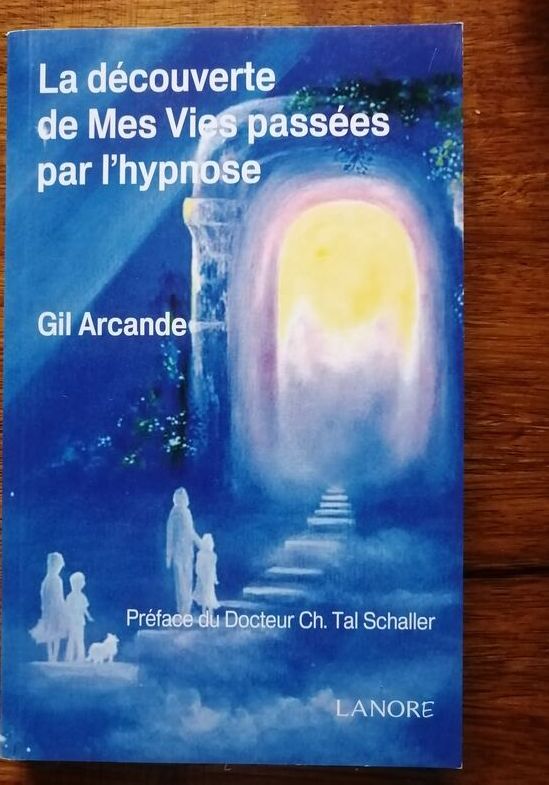 La découverte
de Mes Vies passées
par l'hypnose
Gil Arcande
Préface du Docteur Ch. Tal Schaller
LANORE